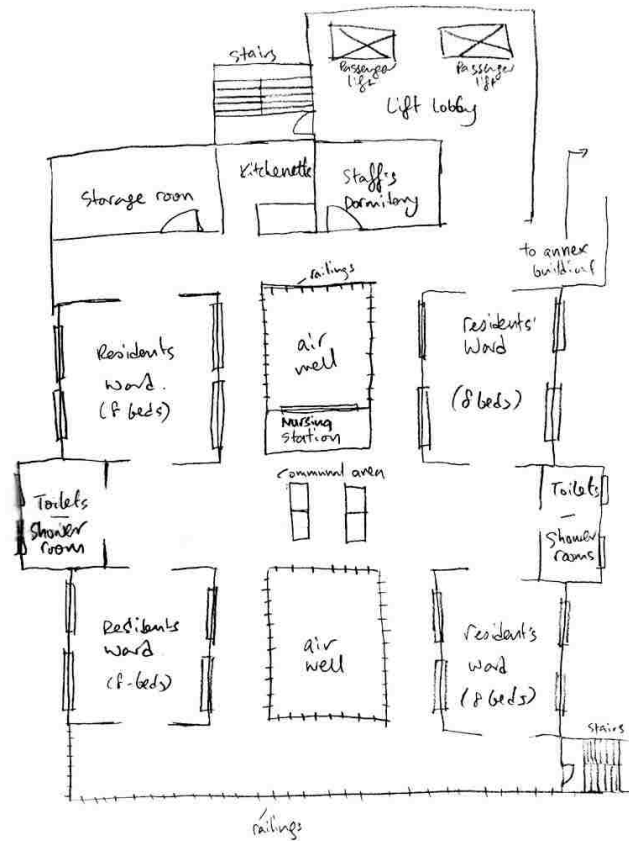 stairs
Passenger
lift
Passenger
lift
Lift lobby
Storage room
Kitchenette
Staff's
Dormitory
to annex
building
railings
Residents
Ward.
(8 beds)
air
well
residents'
Ward
(8 beds)
Nursing
station
communal area
Toilets
Shower
room
Toilets
Shower
rooms
Residents
Ward
(8-beds)
air
well
resident's
Ward
(8 beds)
stairs
railings